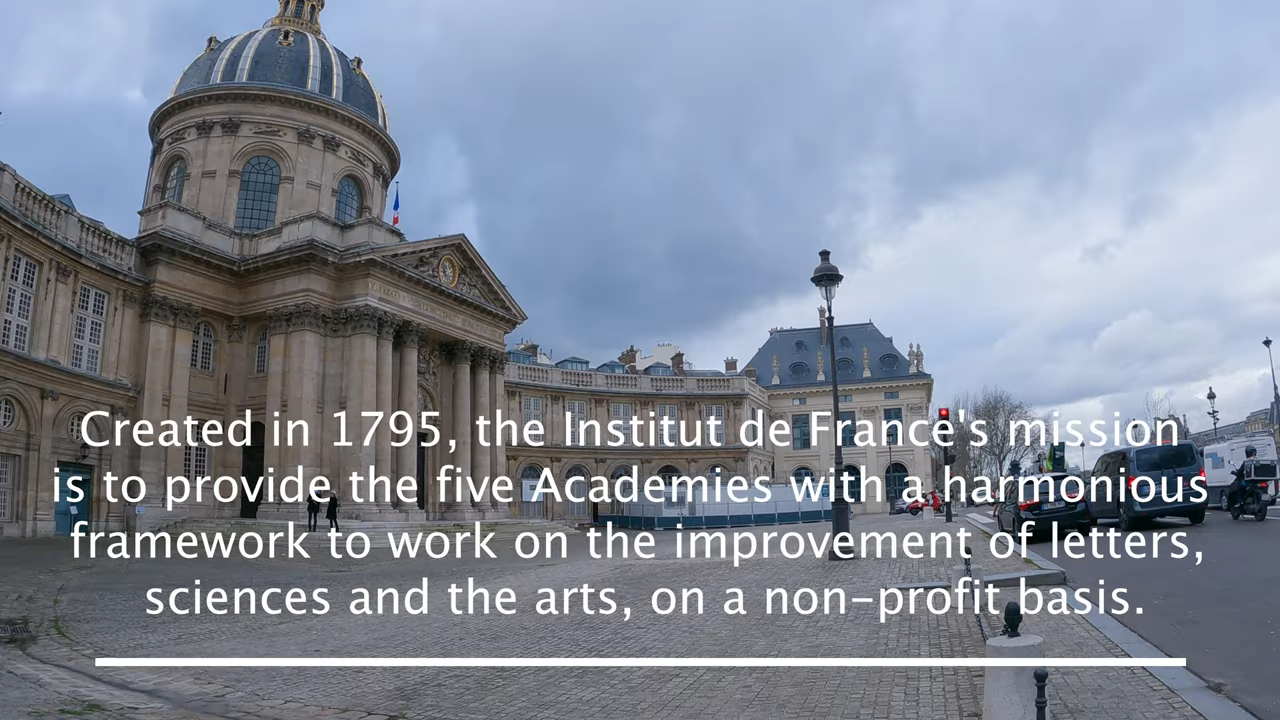 Created in 1795, the Institut de France's mission
is to provide the five Academies with a harmonious
framework to work on the improvement of letters,
sciences and the arts, on a non-profit basis.